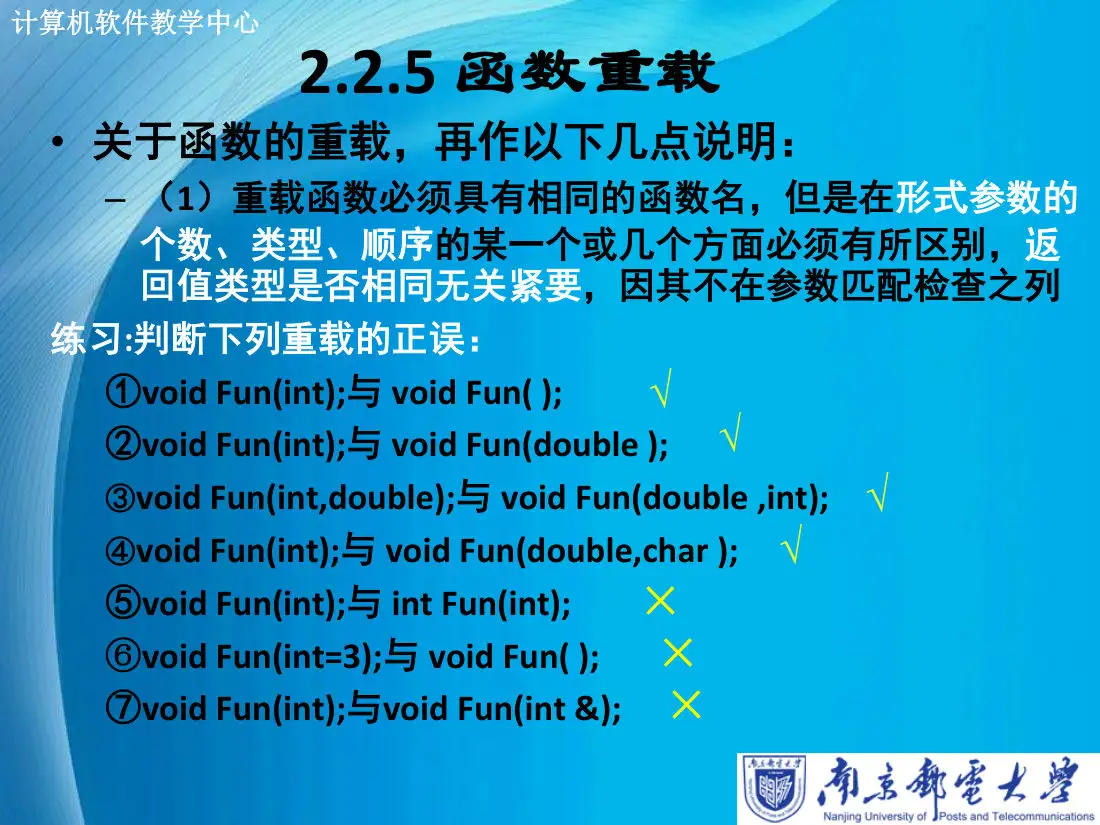 计算机软件教学中心
2.2.5 函数重载
• 关于函数的重载，再作以下几点说明：
– （1）重载函数必须具有相同的函数名，但是在形式参数的
个数、类型、顺序的某一个或几个方面必须有所区别，返
回值类型是否相同无关紧要，因其不在参数匹配检查之列
练习:判断下列重载的正误：
①void Fun(int);与 void Fun( ); √
②void Fun(int);与 void Fun(double ); √
③void Fun(int,double);与 void Fun(double ,int); √
④void Fun(int);与 void Fun(double,char ); √
⑤void Fun(int);与 int Fun(int); ×
⑥void Fun(int=3);与 void Fun( ); ×
⑦void Fun(int);与void Fun(int &); ×
南京郵電大學
Nanjing University of Posts and Telecommunications